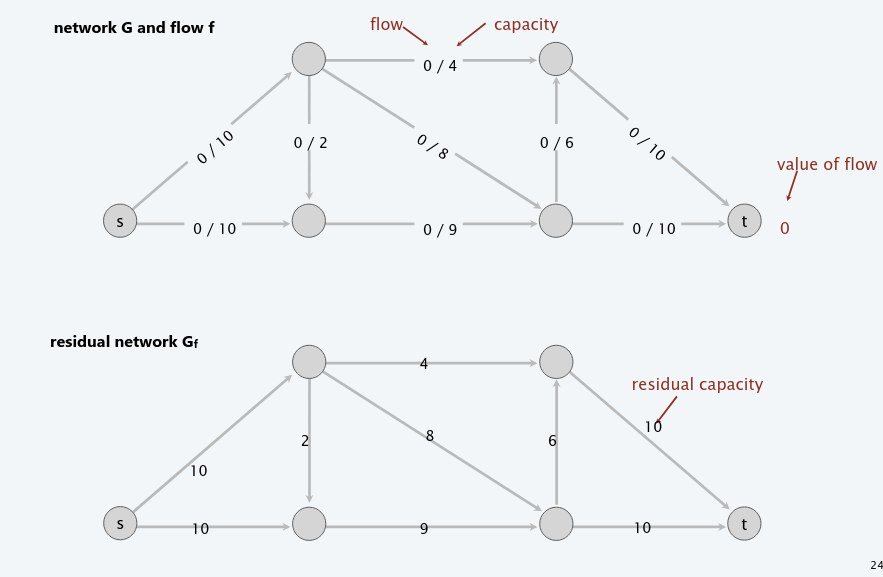 network G and flow f
flow
capacity
0 / 4
0 / 10
0 / 2
0 / 8
0 / 6
0 / 10
value of flow
s
0 / 10
0 / 9
0 / 10
t
0
residual network Gf
4
residual capacity
10
2
8
6
10
s
10
9
10
t
24